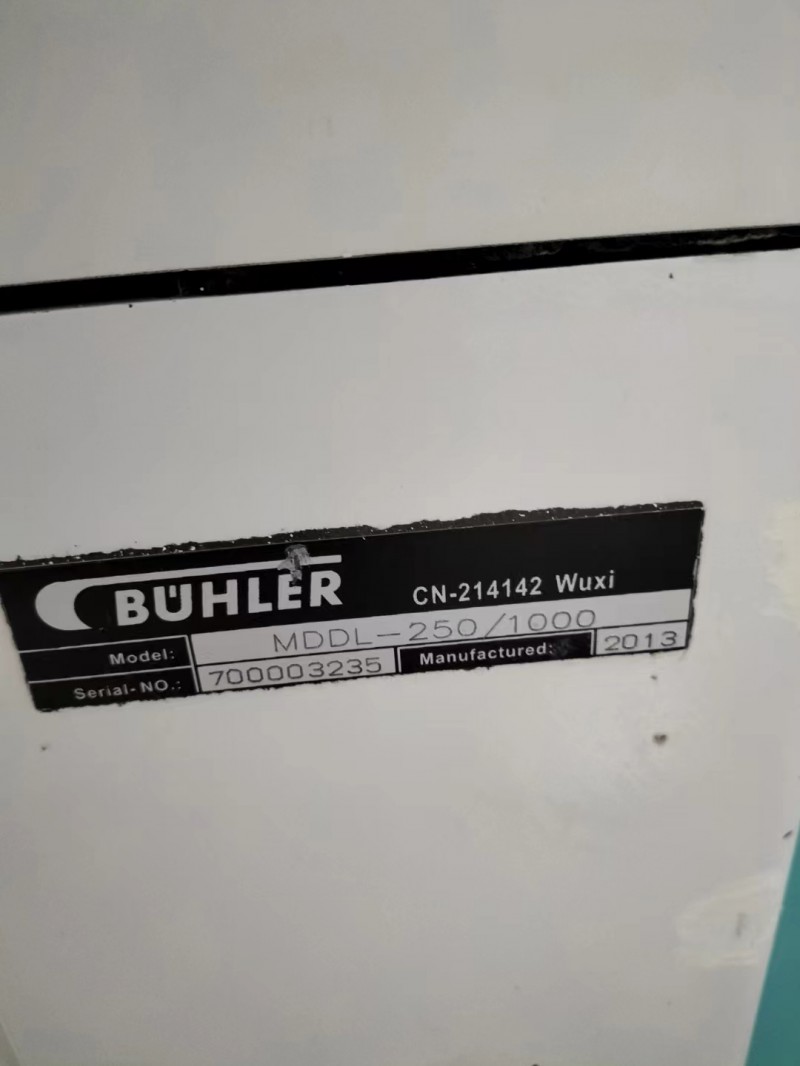 BÜHLER CN-214142 Wuxi
Model: MDDL-250/1000
Serial-NO.: 700003235 Manufactured: 2013